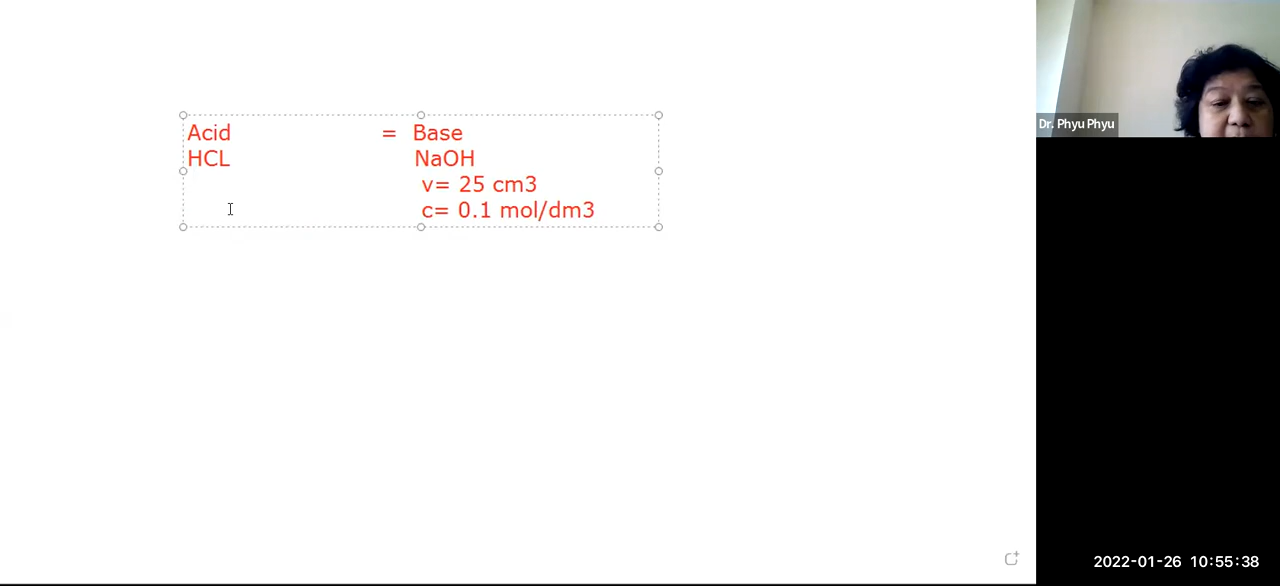 Acid = Base
HCL NaOH
v= 25 cm3
c= 0.1 mol/dm3
Dr. Phyu Phyu
2022-01-26 10:55:38